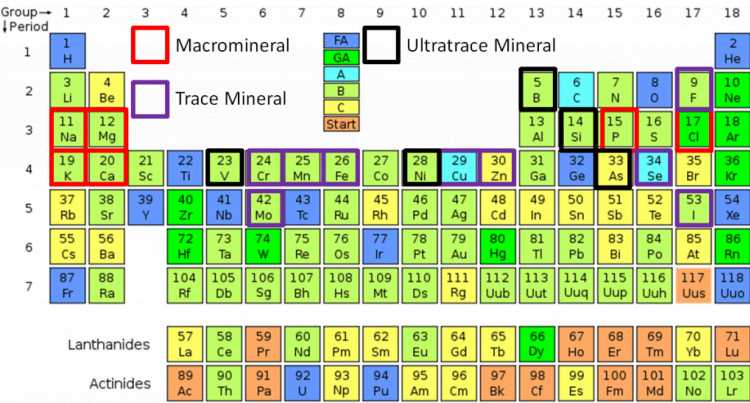 Group→ 1 2 3 4 5 6 7 8 9 10 11 12 13 14 15 16 17 18
↓Period
1 1 H Macromineral FA Ultratrace Mineral 2 He
GA
2 3 Li 4 Be Trace Mineral A 5 B 6 C 7 N 8 O 9 F 10 Ne
B
C
3 11 Na 12 Mg Start 13 Al 14 Si 15 P 16 S 17 Cl 18 Ar
4 19 K 20 Ca 21 Sc 22 Ti 23 V 24 Cr 25 Mn 26 Fe 27 Co 28 Ni 29 Cu 30 Zn 31 Ga 32 Ge 33 As 34 Se 35 Br 36 Kr
5 37 Rb 38 Sr 39 Y 40 Zr 41 Nb 42 Mo 43 Tc 44 Ru 45 Rh 46 Pd 47 Ag 48 Cd 49 In 50 Sn 51 Sb 52 Te 53 I 54 Xe
6 55 Cs 56 Ba 72 Hf 73 Ta 74 W 75 Re 76 Os 77 Ir 78 Pt 79 Au 80 Hg 81 Tl 82 Pb 83 Bi 84 Po 85 At 86 Rn
7 87 Fr 88 Ra 104 Rf 105 Db 106 Sg 107 Bh 108 Hs 109 Mt 110 Ds 111 Rg 112 Uub 113 Uut 114 Uuq 115 Uup 116 Uuh 117 Uus 118 Uuo
Lanthanides 57 La 58 Ce 59 Pr 60 Nd 61 Pm 62 Sm 63 Eu 64 Gd 65 Tb 66 Dy 67 Ho 68 Er 69 Tm 70 Yb 71 Lu
Actinides 89 Ac 90 Th 91 Pa 92 U 93 Np 94 Pu 95 Am 96 Cm 97 Bk 98 Cf 99 Es 100 Fm 101 Md 102 No 103 Lr